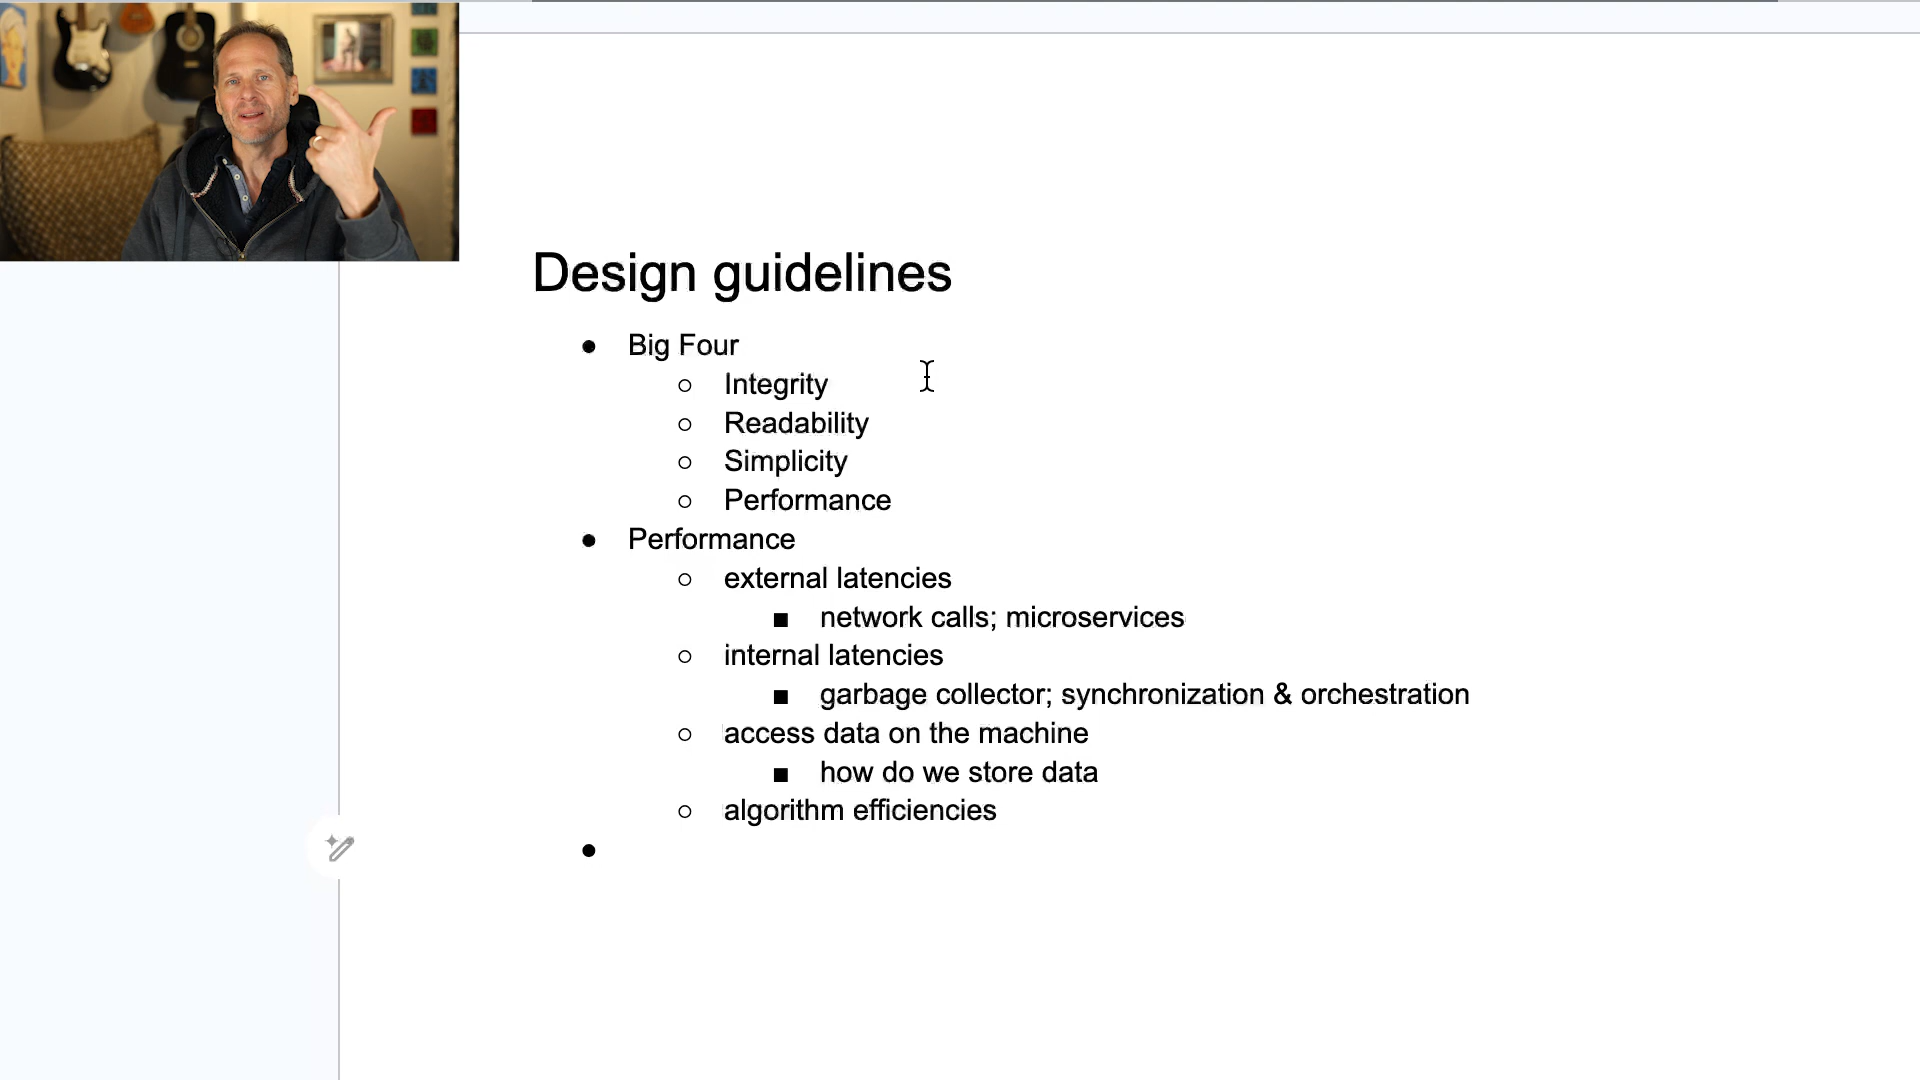 Design guidelines
● Big Four
○ Integrity
○ Readability
○ Simplicity
○ Performance
● Performance
○ external latencies
■ network calls; microservices
○ internal latencies
■ garbage collector; synchronization & orchestration
○ access data on the machine
■ how do we store data
○ algorithm efficiencies
●